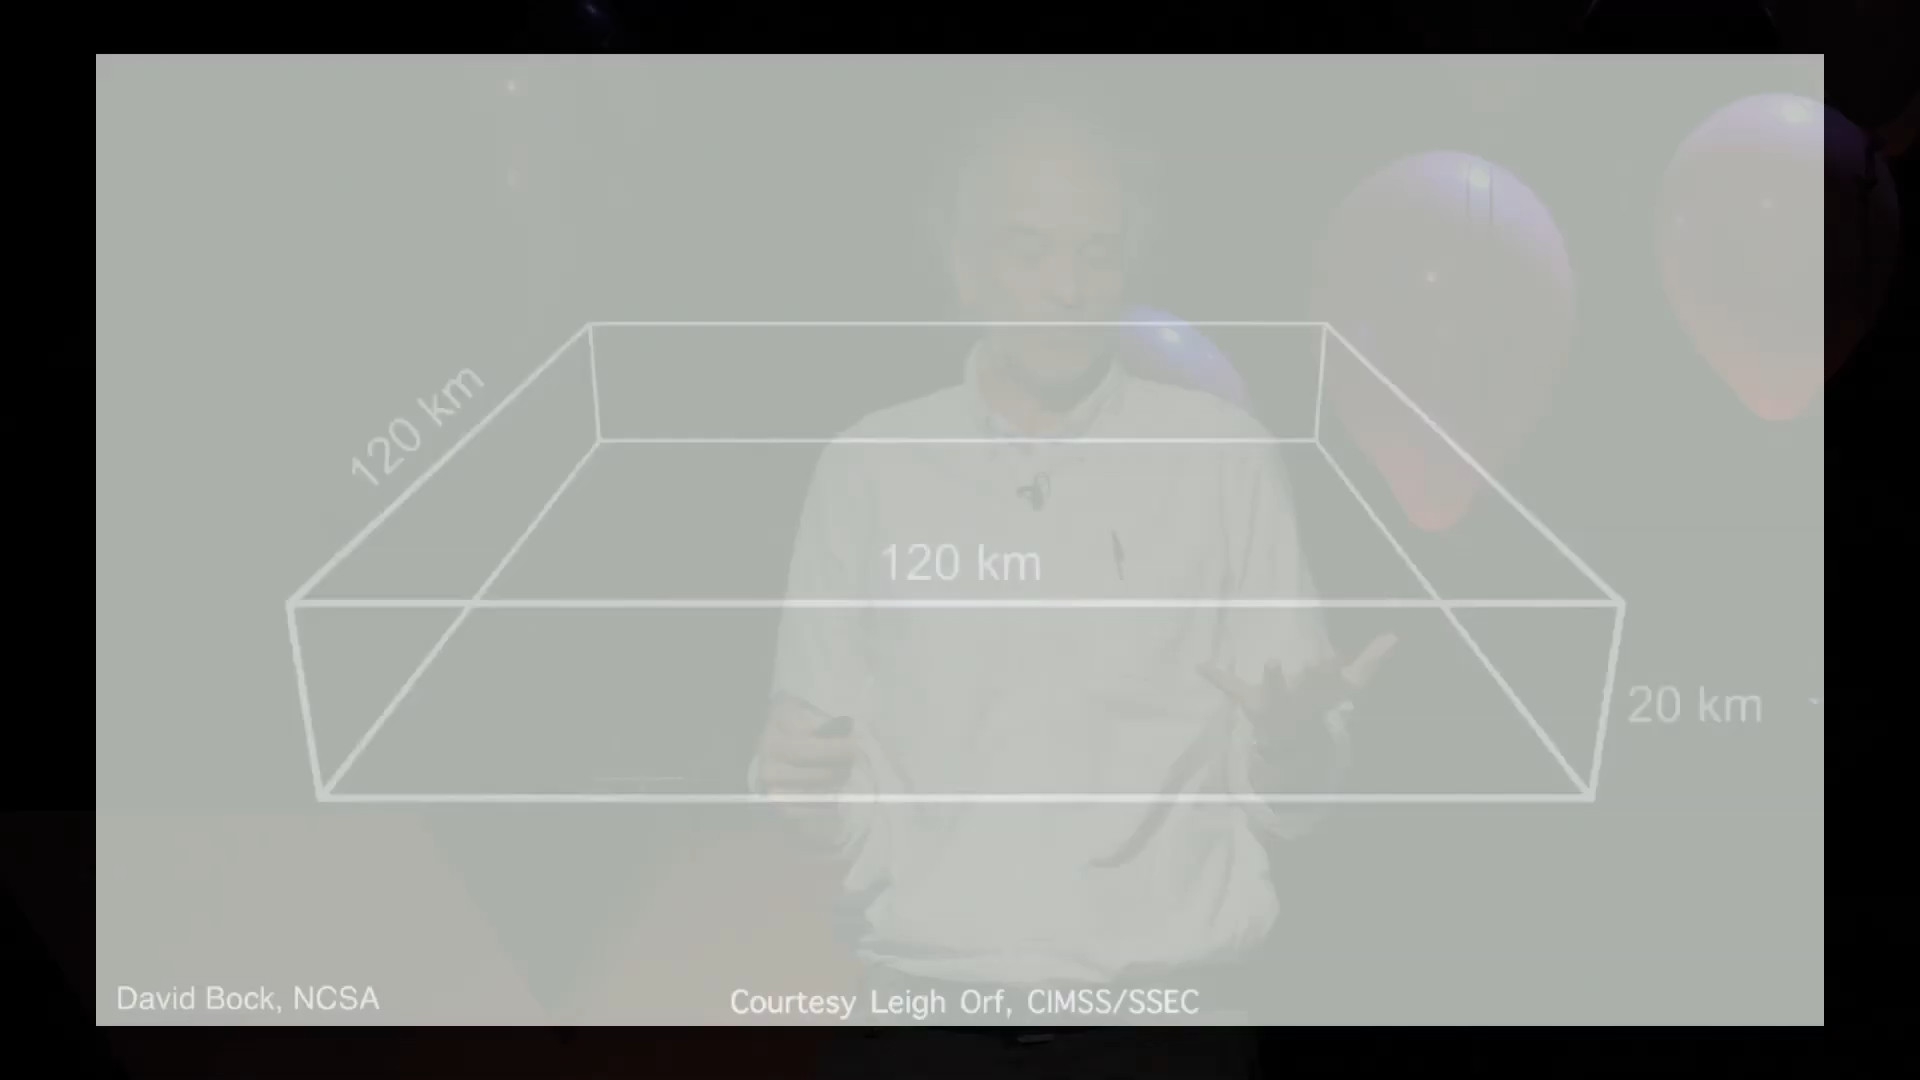 120 km
120 km
20 km
David Bock, NCSA
Courtesy Leigh Orf, CIMSS/SSEC